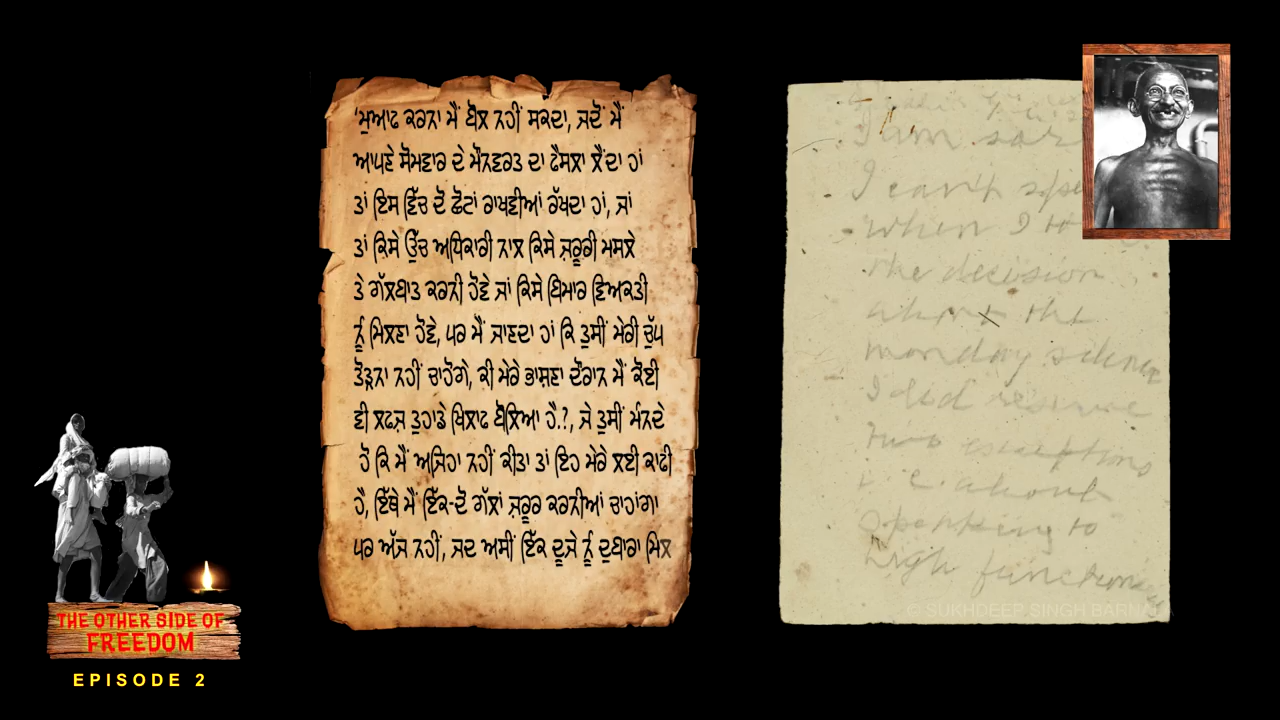 'ਮੁਆਫ ਕਰਨਾ ਮੈਂ ਬੋਲ ਨਹੀਂ ਸਕਦਾ, ਜਦੋਂ ਮੈਂ
ਆਪਣੇ ਸੋਮਵਾਰ ਦੇ ਮੌਨਵਰਤ ਦਾ ਫੈਸਲਾ ਲੈਂਦਾ ਹਾਂ
ਤਾਂ ਇਸ ਵਿੱਚ ਦੋ ਛੋਟਾਂ ਰਾਖਵੀਆਂ ਰੱਖਦਾ ਹਾਂ, ਜਾਂ
ਤਾਂ ਕਿਸੇ ਉੱਚ ਅਧਿਕਾਰੀ ਨਾਲ ਕਿਸੇ ਜ਼ਰੂਰੀ ਮਸਲੇ
ਤੇ ਗੱਲਬਾਤ ਕਰਨੀ ਹੋਵੇ ਜਾਂ ਕਿਸੇ ਬਿਮਾਰ ਵਿਅਕਤੀ
ਨੂੰ ਮਿਲਣਾ ਹੋਵੇ, ਪਰ ਮੈਂ ਜਾਣਦਾ ਹਾਂ ਕਿ ਤੁਸੀਂ ਮੇਰੀ ਚੁੱਪ
ਤੋੜਨਾ ਨਹੀਂ ਚਾਹੋਗੇ, ਕੀ ਮੇਰੇ ਭਾਸ਼ਣਾ ਦੌਰਾਨ ਮੈਂ ਕੋਈ
ਵੀ ਲਫਜ਼ ਤੁਹਾਡੇ ਖਿਲਾਫ ਬੋਲਿਆ ਹੈ.?, ਜੇ ਤੁਸੀਂ ਮੰਨਦੇ
ਹੋ ਕਿ ਮੈਂ ਅਜਿਹਾ ਨਹੀਂ ਕੀਤਾ ਤਾਂ ਇਹ ਮੇਰੇ ਲਈ ਕਾਫੀ
ਹੈ, ਇੱਥੇ ਮੈਂ ਇੱਕ-ਦੋ ਗੱਲਾਂ ਜ਼ਰੂਰ ਕਰਨੀਆਂ ਚਾਹਾਂਗਾ
ਪਰ ਅੱਜ ਨਹੀਂ, ਜਦ ਅਸੀਂ ਇੱਕ ਦੂਜੇ ਨੂੰ ਦੁਬਾਰਾ ਮਿਲ
I am sor
I can't spe
when I to
the decision
about the
monday silence
I did reserve
two exceptions
i.e. about
speaking to
high functionaries
SUKHDEEP SINGH BARNALA
THE OTHER SIDE OF
FREEDOM
EPISODE 2